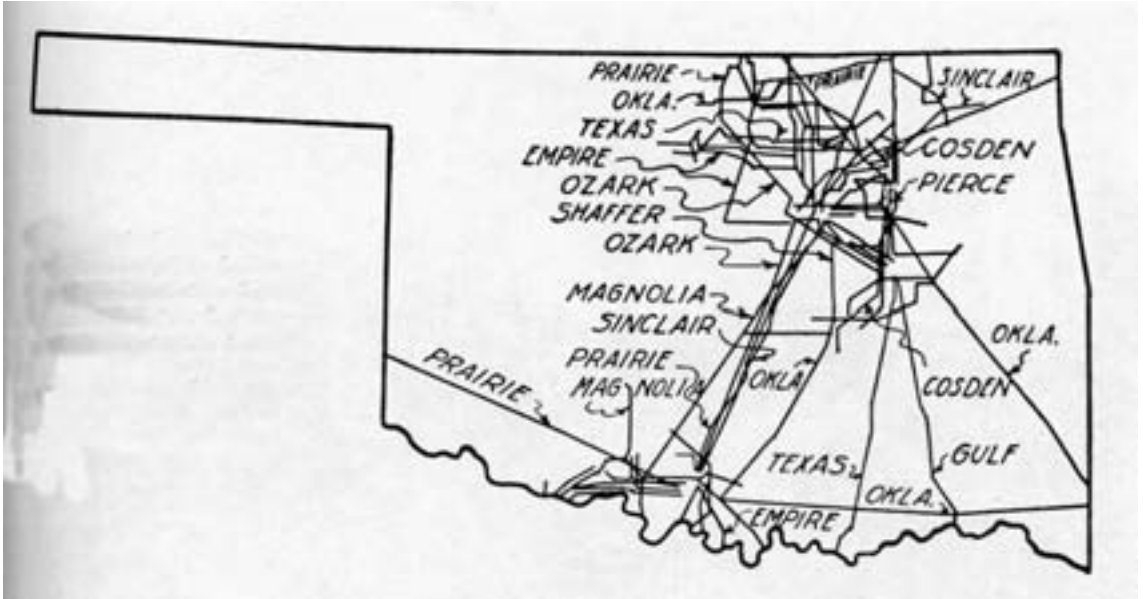 PRAIRIE
PRAIRIE
SINCLAIR
OKLA.
TEXAS
COSDEN
EMPIRE
PIERCE
OZARK
SHAFFER
OZARK
MAGNOLIA
SINCLAIR
OKLA.
PRAIRIE
PRAIRIE
OKLA
COSDEN
MAGNOLIA
TEXAS
GULF
OKLA.
EMPIRE